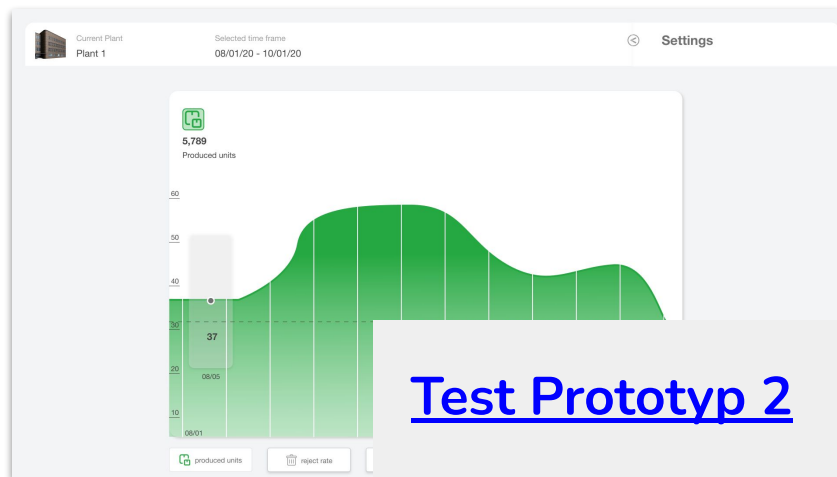 Current Plant
Plant 1
Selected time frame
08/01/20 - 10/01/20
Settings
5,789
Produced units
60
50
40
30
37
20
08/05
10
08/01
Test Prototyp 2
produced units
reject rate